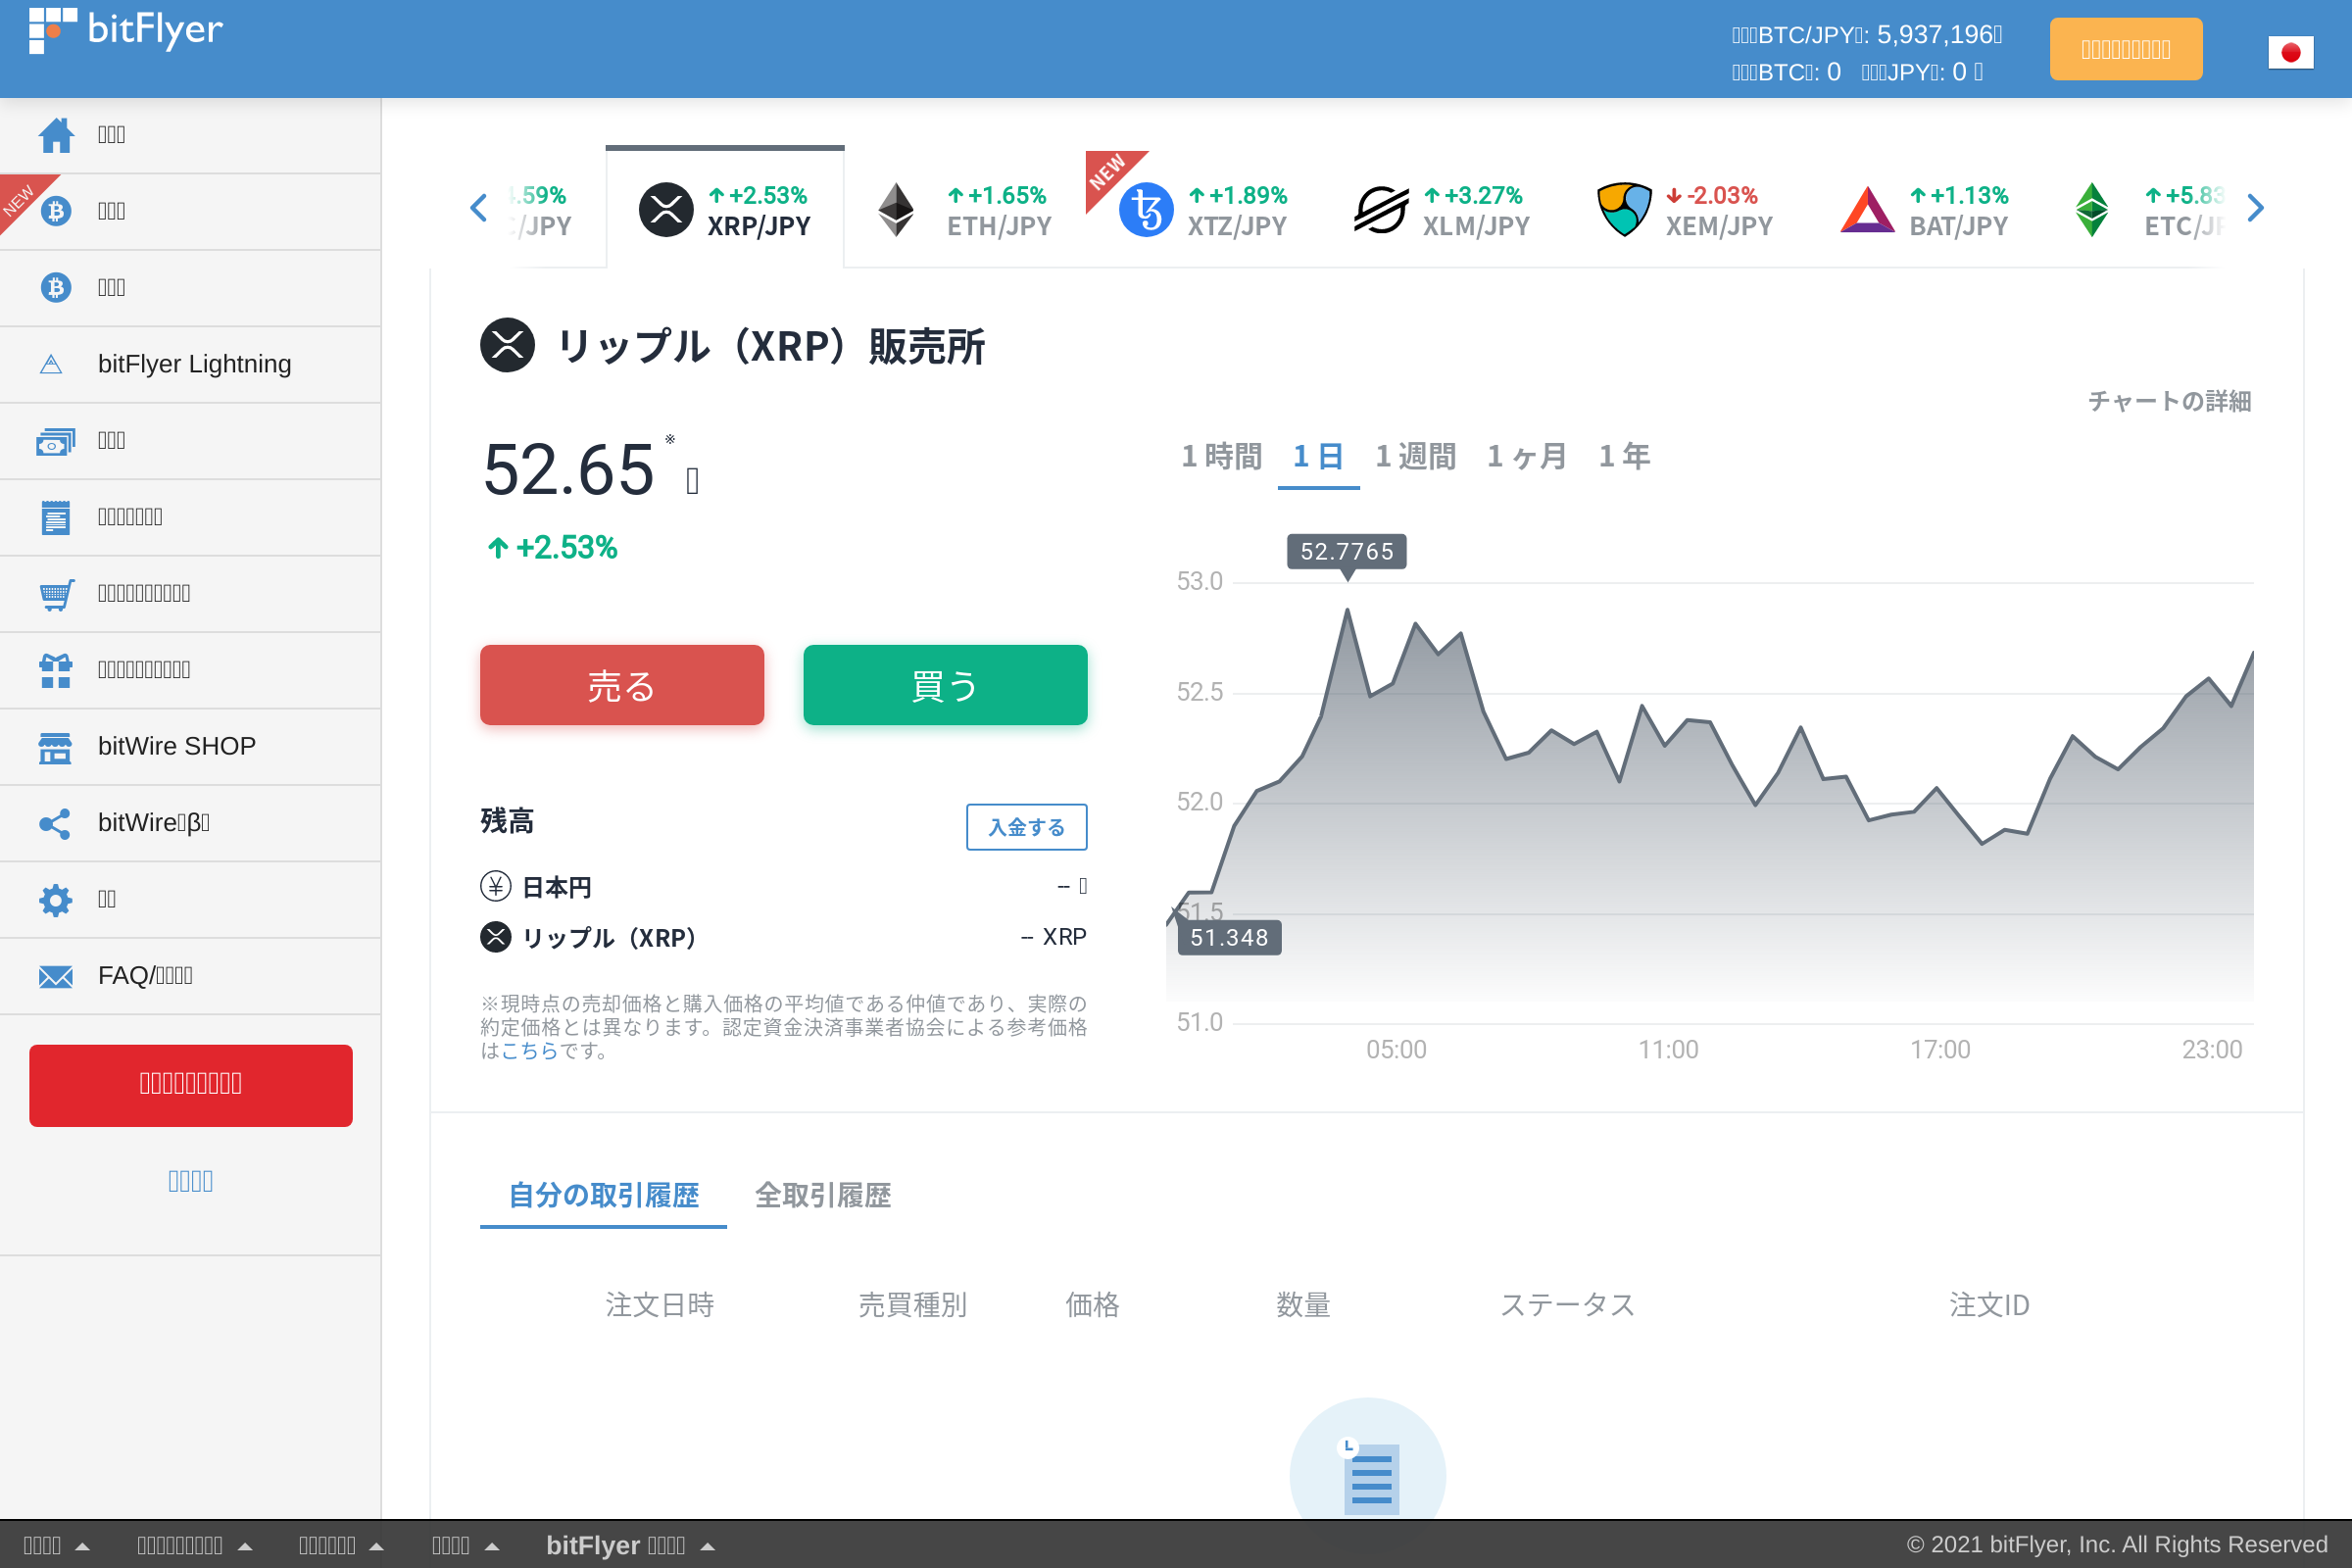 bitFlyer
BTC/JPY: 5,937,196
BTC: 0 JPY: 0
NEW
bitFlyer Lightning
bitWire SHOP
bitWire β
FAQ/
.59% /JPY
+2.53% XRP/JPY
+1.65% ETH/JPY
NEW
+1.89% XTZ/JPY
+3.27% XLM/JPY
-2.03% XEM/JPY
+1.13% BAT/JPY
+5.83 ETC/JP
リップル（XRP）販売所
チャートの詳細
52.65 ※
+2.53%
1 時間 1 日 1 週間 1 ヶ月 1 年
売る 買う
残高 入金する
日本円 --
リップル（XRP） -- XRP
※現時点の売却価格と購入価格の平均値である仲値であり、実際の
約定価格とは異なります。認定資金決済事業者協会による参考価格
はこちらです。
52.7765
53.0
52.5
52.0
51.5
51.348
51.0
05:00 11:00 17:00 23:00
自分の取引履歴 全取引履歴
注文日時 売買種別 価格 数量 ステータス 注文ID
bitFlyer
© 2021 bitFlyer, Inc. All Rights Reserved